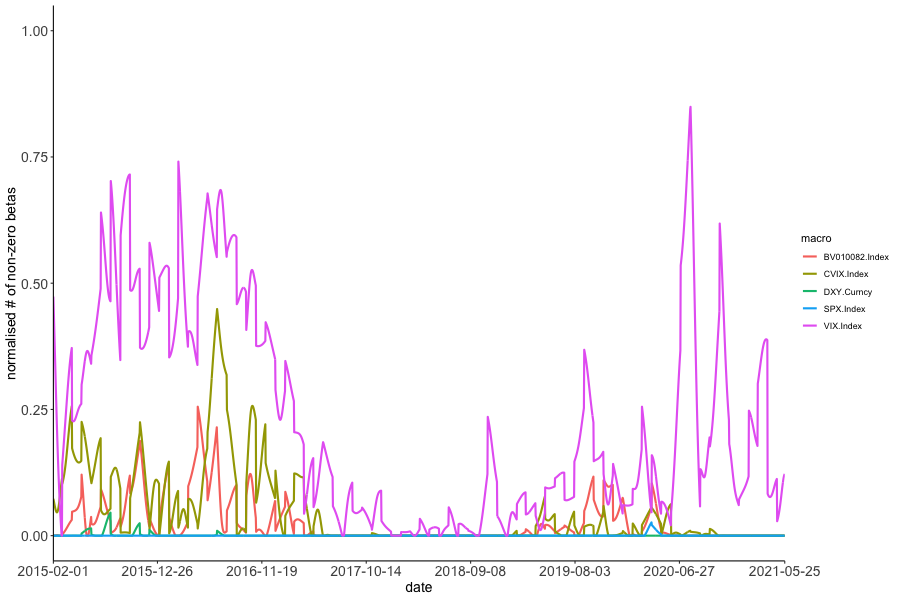 normalised # of non-zero betas
1.00
0.75
0.50
0.25
0.00
2015-02-01 2015-12-26 2016-11-19 2017-10-14 2018-09-08 2019-08-03 2020-06-27 2021-05-25
date
macro
BV010082.Index
CVIX.Index
DXY.Curncy
SPX.Index
VIX.Index